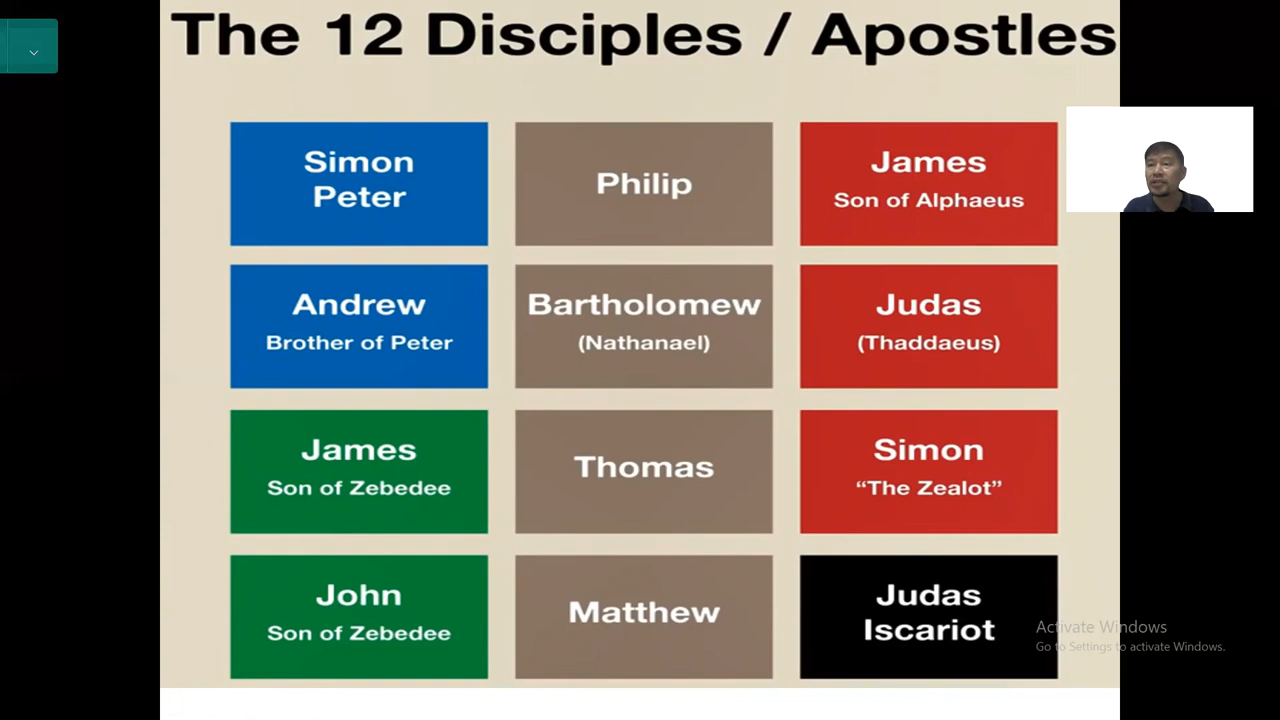 The 12 Disciples / Apostles
Simon
Peter
Philip
James
Son of Alphaeus
Andrew
Brother of Peter
Bartholomew
(Nathanael)
Judas
(Thaddaeus)
James
Son of Zebedee
Thomas
Simon
“The Zealot”
John
Son of Zebedee
Matthew
Judas
Iscariot
Activate Windows
Go to Settings to activate Windows.